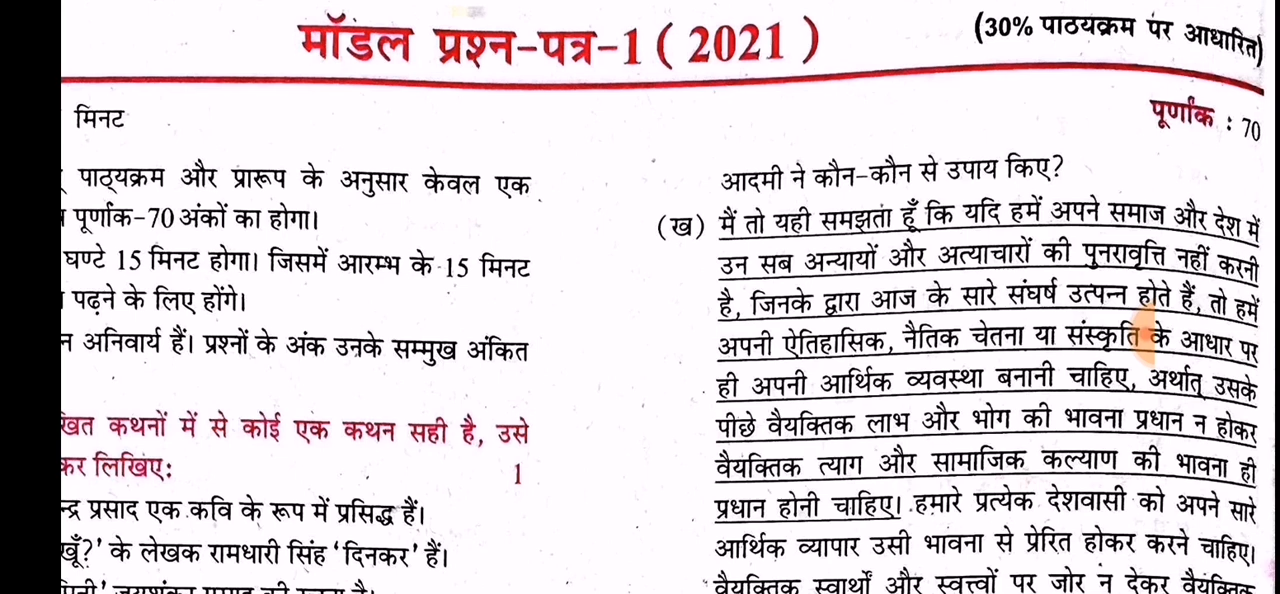 मॉडल प्रश्न-पत्र-1 ( 2021 )
(30% पाठ्यक्रम पर आधारित)
पूर्णांक : 70
मिनट
पाठ्यक्रम और प्रारूप के अनुसार केवल एक
पूर्णांक-70 अंकों का होगा।
घण्टे 15 मिनट होगा। जिसमें आरम्भ के 15 मिनट
पढ़ने के लिए होंगे।
अनिवार्य हैं। प्रश्नों के अंक उनके सम्मुख अंकित
कथनों में से कोई एक कथन सही है, उसे
कर लिखिए: 1
प्रसाद एक कवि के रूप में प्रसिद्ध हैं।
के लेखक रामधारी सिंह 'दिनकर' हैं।
आदमी ने कौन-कौन से उपाय किए?
(ख) मैं तो यही समझता हूँ कि यदि हमें अपने समाज और देश में
उन सब अन्यायों और अत्याचारों की पुनरावृत्ति नहीं करनी
है, जिनके द्वारा आज के सारे संघर्ष उत्पन्न होते हैं, तो हमें
अपनी ऐतिहासिक, नैतिक चेतना या संस्कृति के आधार पर
ही अपनी आर्थिक व्यवस्था बनानी चाहिए, अर्थात् उसके
पीछे वैयक्तिक लाभ और भोग की भावना प्रधान न होकर
वैयक्तिक त्याग और सामाजिक कल्याण की भावना ही
प्रधान होनी चाहिए। हमारे प्रत्येक देशवासी को अपने सारे
आर्थिक व्यापार उसी भावना से प्रेरित होकर करने चाहिए।
वैयक्तिक स्वार्थों और स्वत्त्वों पर जोर न देकर वैयक्तिक